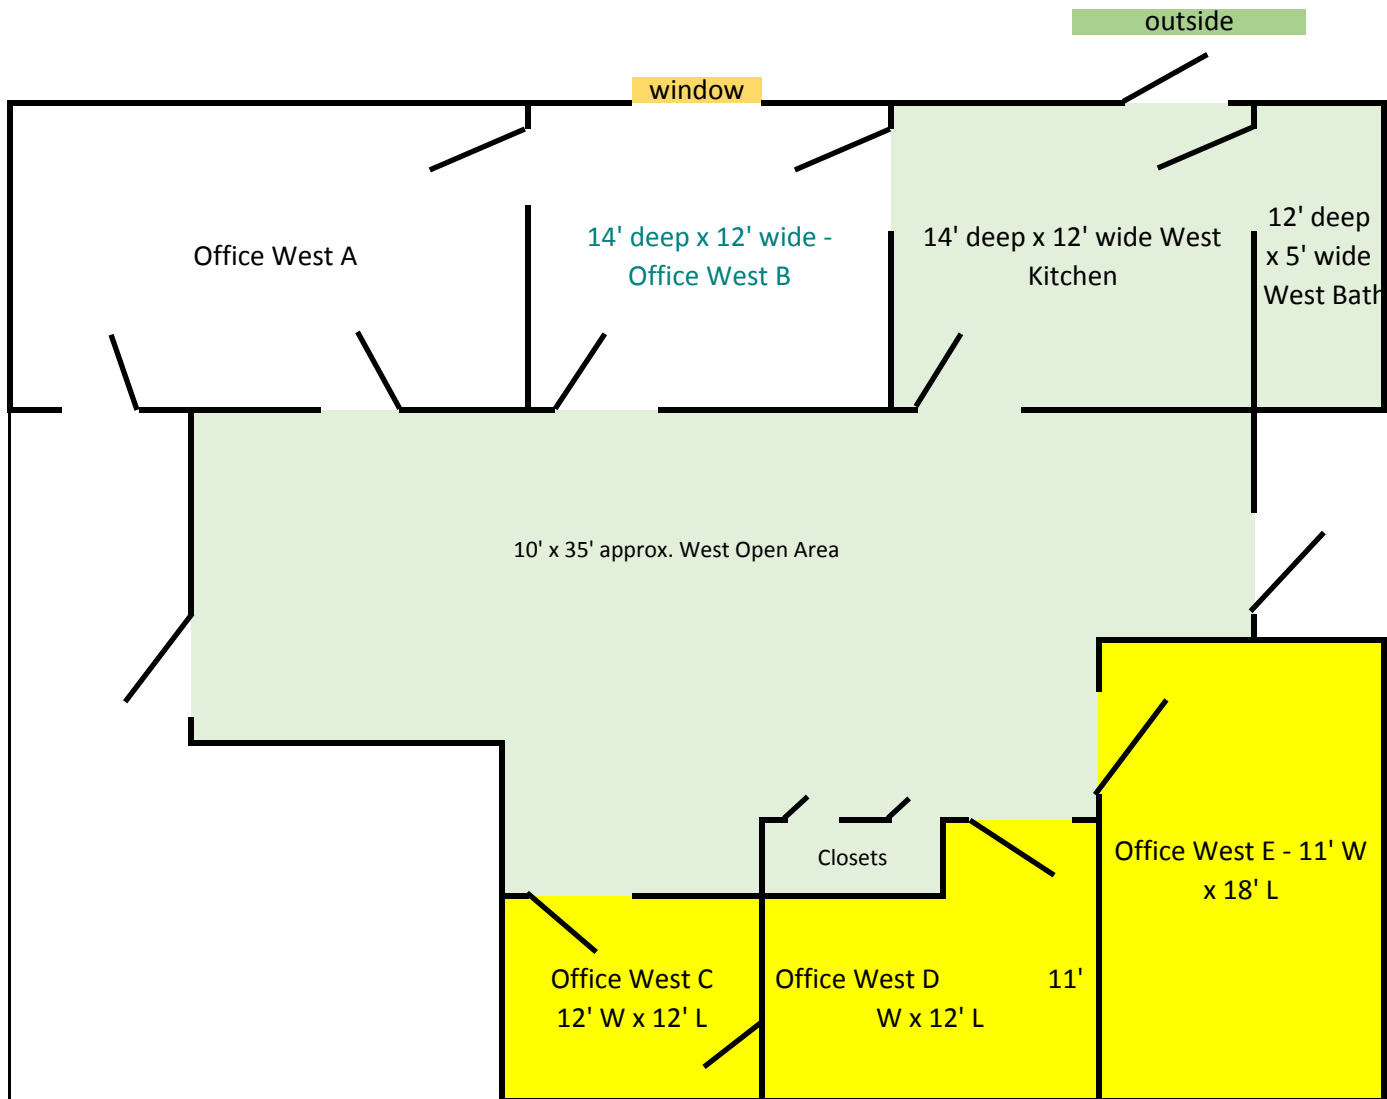 outside
window
Office West A
14' deep x 12' wide -
Office West B
14' deep x 12' wide West
Kitchen
12' deep
x 5' wide
West Bath
10' x 35' approx. West Open Area
Closets
Office West E - 11' W
x 18' L
Office West C
12' W x 12' L
Office West D 11'
W x 12' L